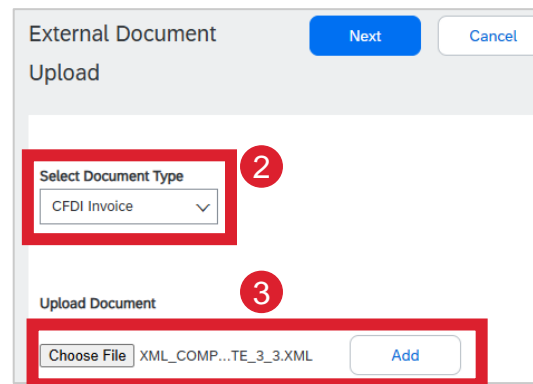 External Document
Upload
Next
Cancel
Select Document Type
2
CFDI Invoice
Upload Document
3
Choose File XML_COMP...TE_3_3.XML
Add